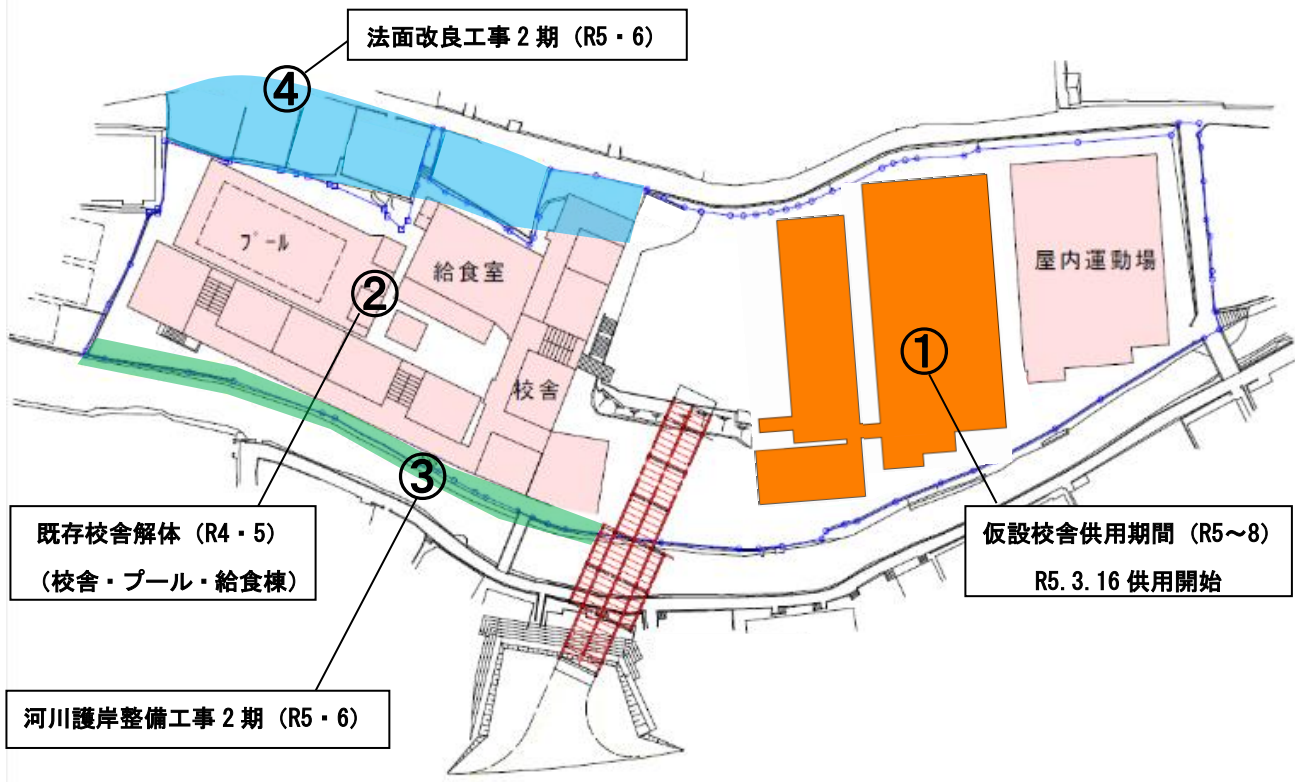 法面改良工事２期（R5・6）
④
プール
給食室
②
校舎
屋内運動場
①
③
既存校舎解体（R4・5）
（校舎・プール・給食棟）
仮設校舎供用期間（R5～8）
R5.3.16 供用開始
河川護岸整備工事２期（R5・6）